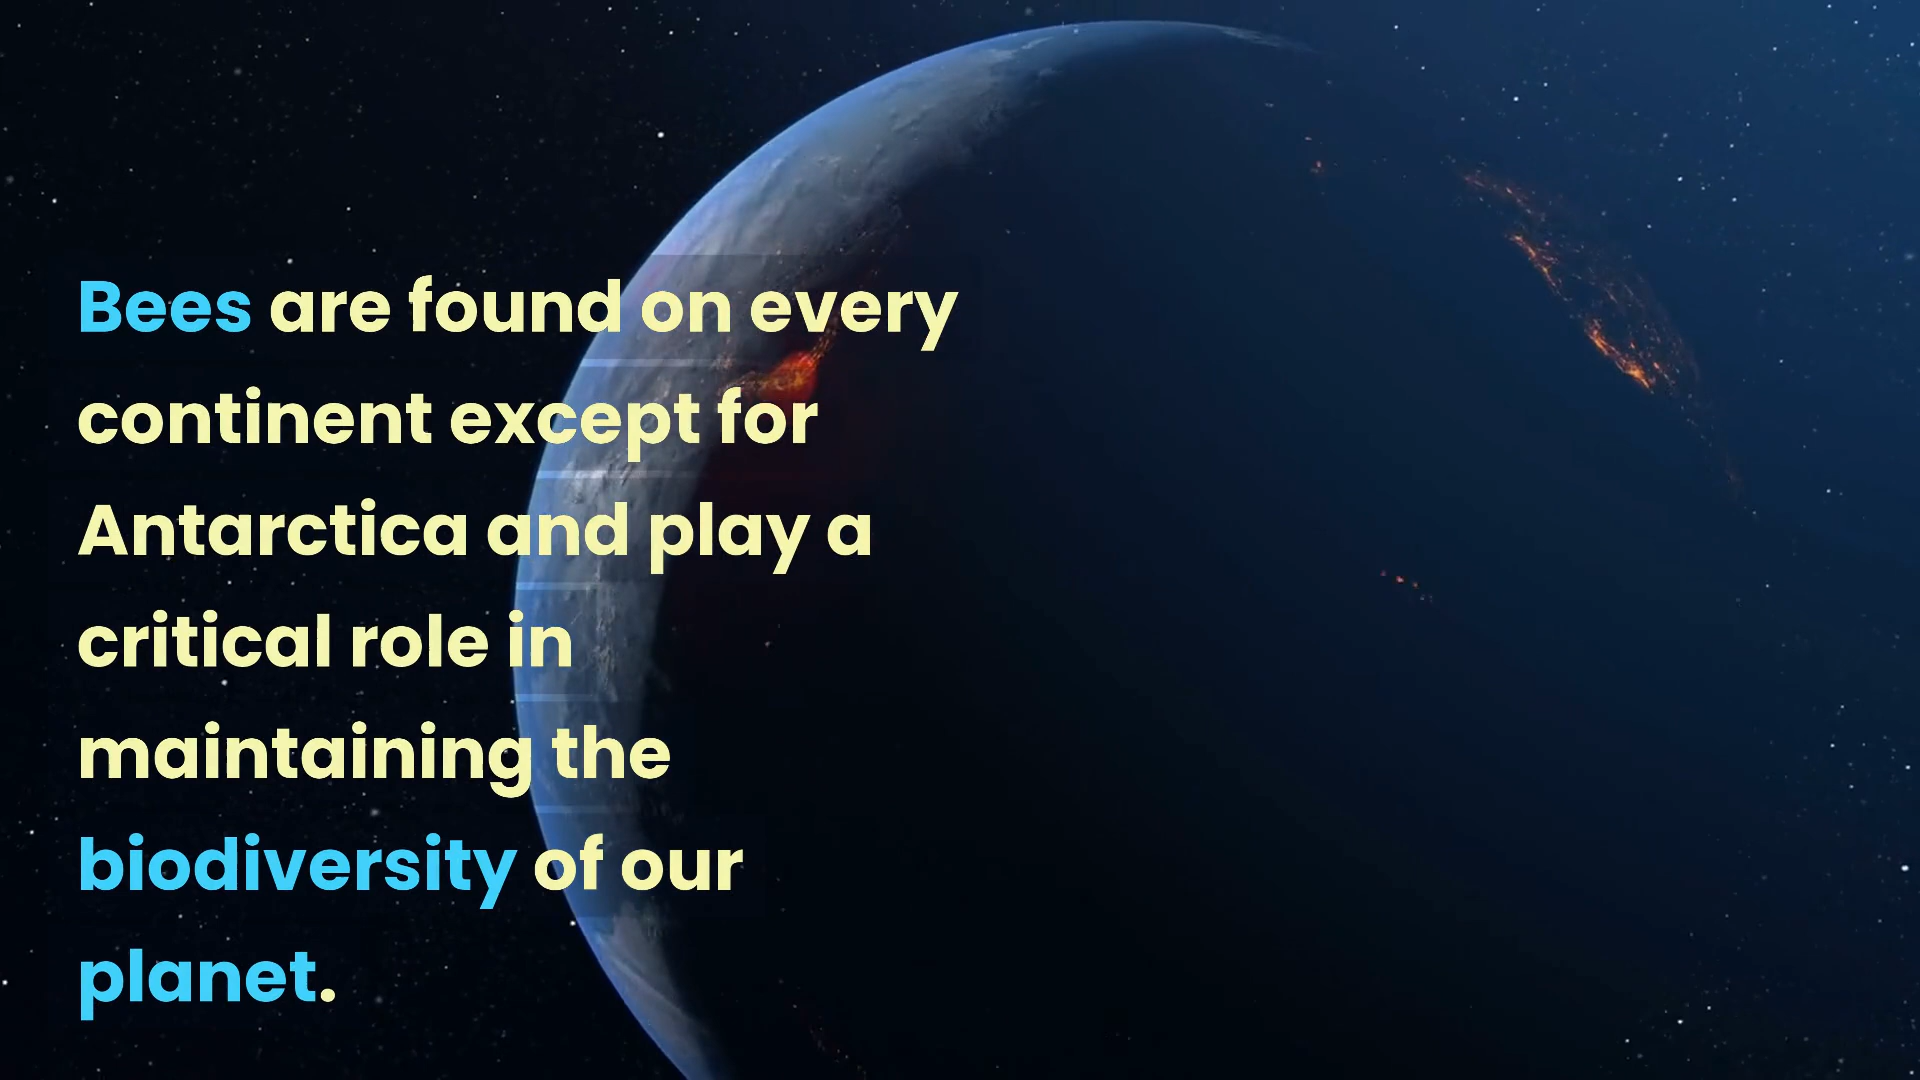 Bees are found on every
continent except for
Antarctica and play a
critical role in
maintaining the
biodiversity of our
planet.